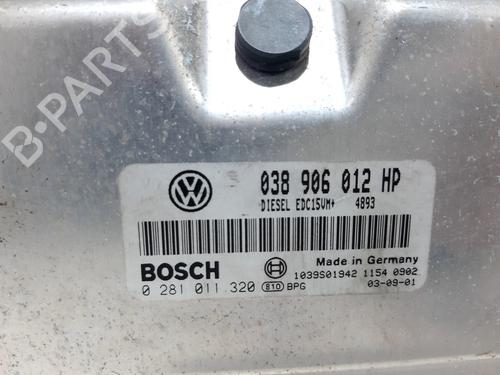 B-PARTS
038 906 012 HP
DIESEL EDC15VM+ 4893
BOSCH
Made in Germany
1039S01942 1154 0902
0 281 011 320 810 BPG 03-09-01